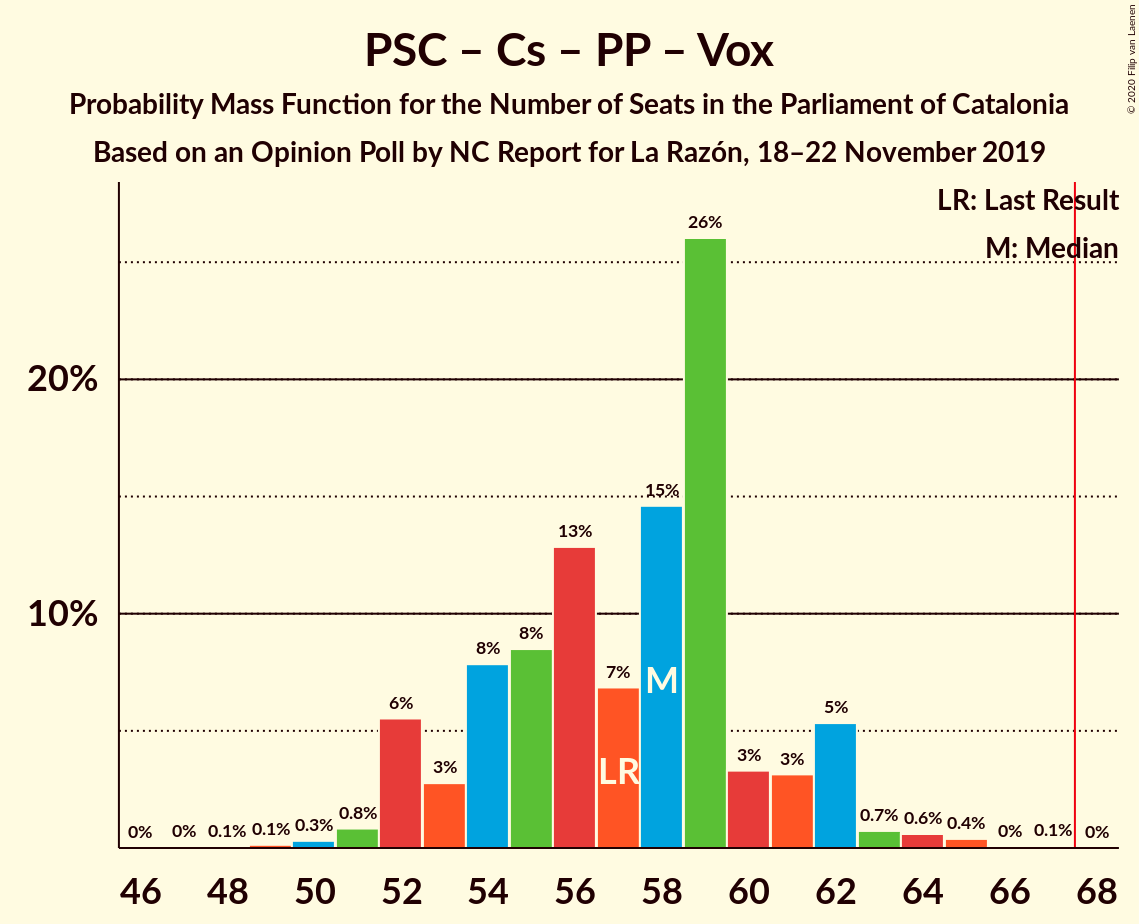 PSC – Cs – PP – Vox
Probability Mass Function for the Number of Seats in the Parliament of Catalonia
Based on an Opinion Poll by NC Report for La Razón, 18–22 November 2019
© 2020 Filip van Laenen
LR: Last Result
M: Median
26%
20%
15%
13%
10%
8%
8%
7%
6%
5%
3%
3%
3%
0% 0% 0.1% 0.1% 0.3% 0.8% 0.7% 0.6% 0.4% 0% 0.1% 0%
M
LR
46 48 50 52 54 56 58 60 62 64 66 68